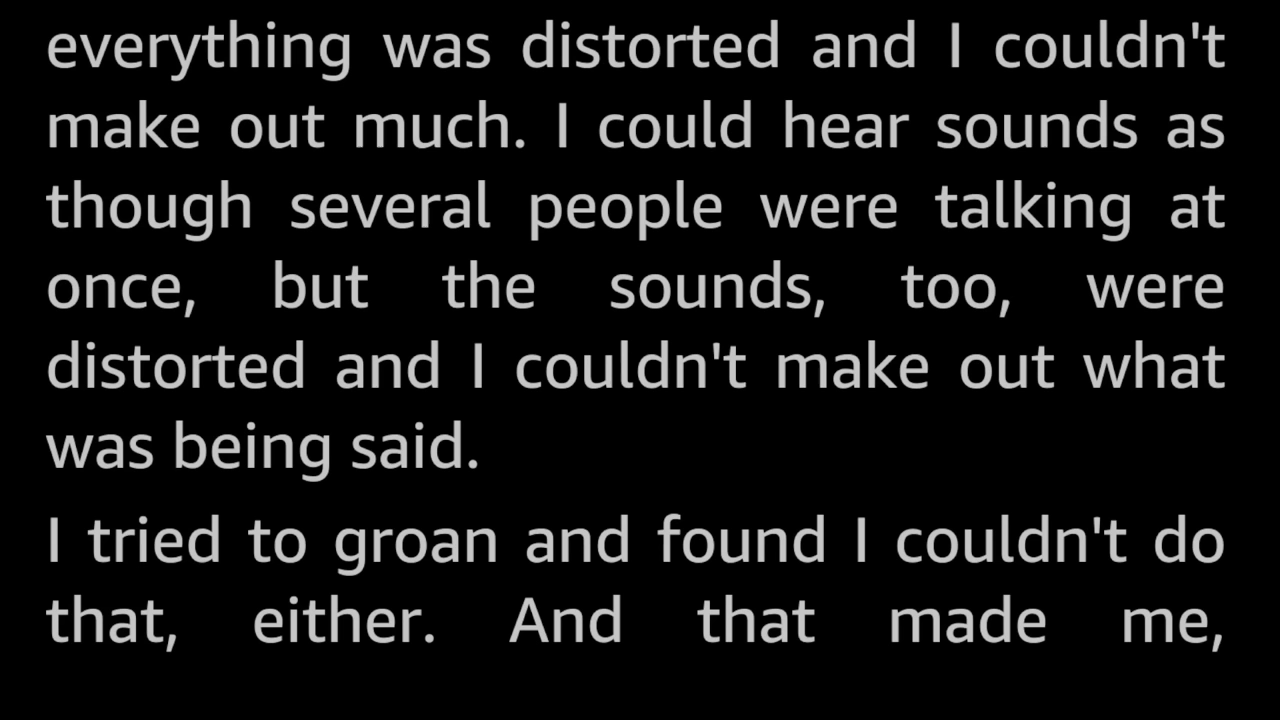 everything was distorted and I couldn't
make out much. I could hear sounds as
though several people were talking at
once, but the sounds, too, were
distorted and I couldn't make out what
was being said.
I tried to groan and found I couldn't do
that, either. And that made me,